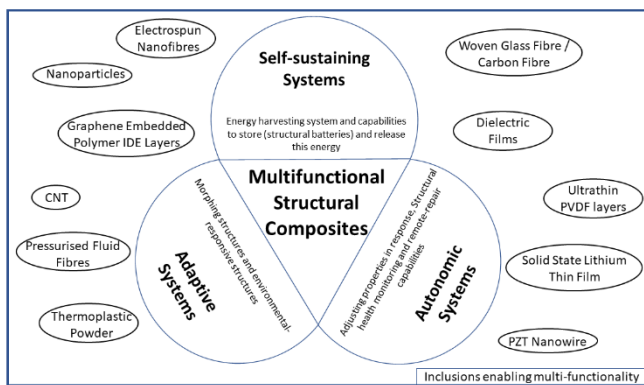 Electrospun
Nanofibres
Nanoparticles
Graphene Embedded
Polymer IDE Layers
CNT
Pressurised Fluid
Fibres
Thermoplastic
Powder
Self-sustaining
Systems
Energy harvesting system and capabilities
to store (structural batteries) and release
this energy
Multifunctional
Structural
Composites
Adaptive
Systems
Morphing structures and environmental-
responsive structures
Adjusting properties in response, Structural
health monitoring and remote-repair
capabilities
Autonomic
Systems
Woven Glass Fibre /
Carbon Fibre
Dielectric
Films
Ultrathin
PVDF layers
Solid State Lithium
Thin Film
PZT Nanowire
Inclusions enabling multi-functionality